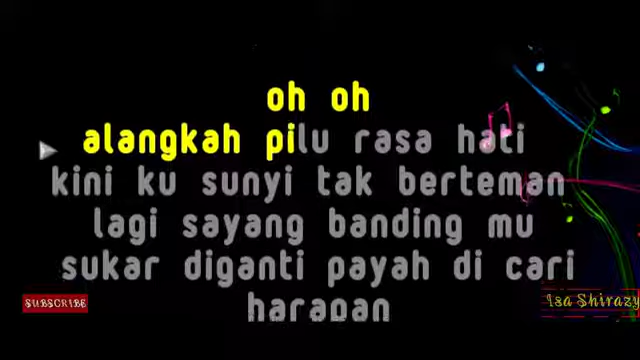 oh oh
alangkah pilu rasa hati
kini ku sunyi tak berteman
lagi sayang banding mu
sukar diganti payah di cari
harapan
SUBSCRIBE
Isa Shirazy